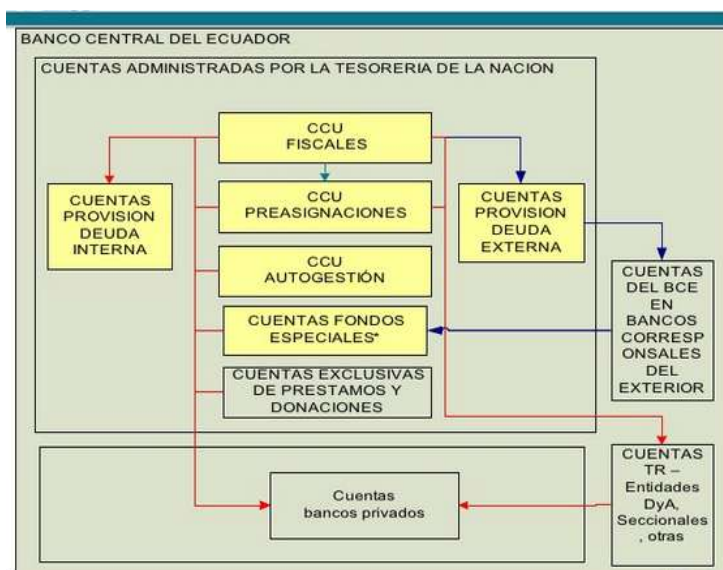 BANCO CENTRAL DEL ECUADOR
CUENTAS ADMINISTRADAS POR LA TESORERIA DE LA NACION
CCU
FISCALES
CUENTAS
PROVISION
DEUDA
INTERNA
CCU
PREASIGNACIONES
CUENTAS
PROVISION
DEUDA
EXTERNA
CCU
AUTOGESTIÓN
CUENTAS FONDOS
ESPECIALES*
CUENTAS EXCLUSIVAS
DE PRESTAMOS Y
DONACIONES
CUENTAS
DEL BCE
EN
BANCOS
CORRESP
ONSALES
DEL
EXTERIOR
Cuentas
bancos privados
CUENTAS
TR –
Entidades
DyA,
Seccionales
, otras